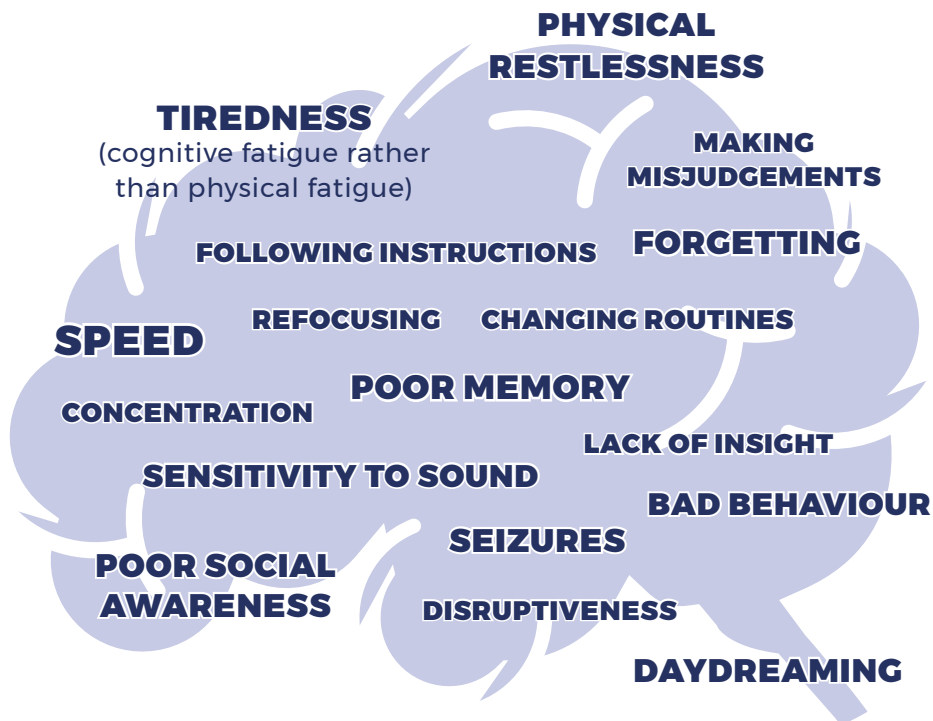 PHYSICAL
RESTLESSNESS
TIREDNESS
(cognitive fatigue rather
than physical fatigue)
MAKING
MISJUDGEMENTS
FOLLOWING INSTRUCTIONS
FORGETTING
SPEED
REFOCUSING
CHANGING ROUTINES
POOR MEMORY
CONCENTRATION
LACK OF INSIGHT
SENSITIVITY TO SOUND
BAD BEHAVIOUR
SEIZURES
POOR SOCIAL
AWARENESS
DISRUPTIVENESS
DAYDREAMING